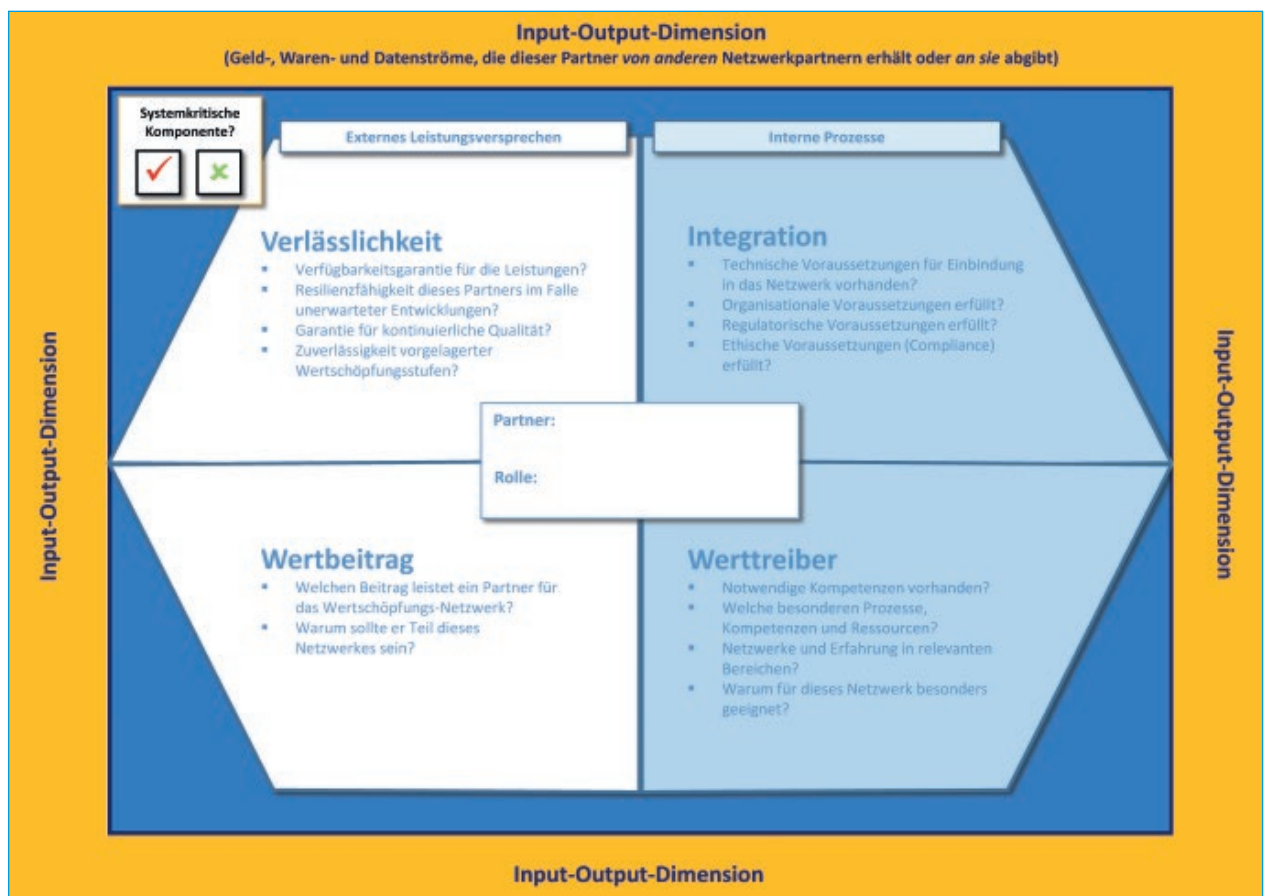 Input-Output-Dimension
(Geld-, Waren- und Datenströme, die dieser Partner von anderen Netzwerkpartnern erhält oder an sie abgibt)
Systemkritische
Komponente?
Externes Leistungsversprechen
Interne Prozesse
Verlässlichkeit
▪ Verfügbarkeitsgarantie für die Leistungen?
▪ Resilienzfähigkeit dieses Partners im Falle
unerwarteter Entwicklungen?
▪ Garantie für kontinuierliche Qualität?
▪ Zuverlässigkeit vorgelagerter
Wertschöpfungsstufen?
Integration
▪ Technische Voraussetzungen für Einbindung
in das Netzwerk vorhanden?
▪ Organisationale Voraussetzungen erfüllt?
▪ Regulatorische Voraussetzungen erfüllt?
▪ Ethische Voraussetzungen (Compliance)
erfüllt?
Input-Output-Dimension
Input-Output-Dimension
Partner:
Rolle:
Wertbeitrag
▪ Welchen Beitrag leistet ein Partner für
das Wertschöpfungs-Netzwerk?
▪ Warum sollte er Teil dieses
Netzwerkes sein?
Werttreiber
▪ Notwendige Kompetenzen vorhanden?
▪ Welche besonderen Prozesse,
Kompetenzen und Ressourcen?
▪ Netzwerke und Erfahrung in relevanten
Bereichen?
▪ Warum für dieses Netzwerk besonders
geeignet?
Input-Output-Dimension